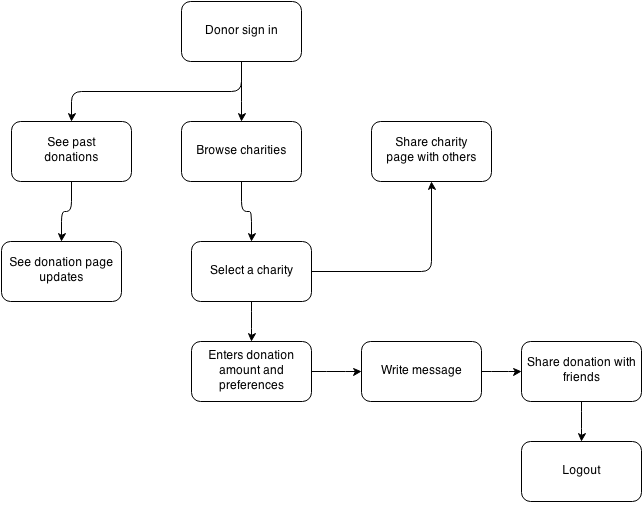 Donor sign in
See past
donations
Browse charities
Share charity
page with others
See donation page
updates
Select a charity
Enters donation
amount and
preferences
Write message
Share donation with
friends
Logout